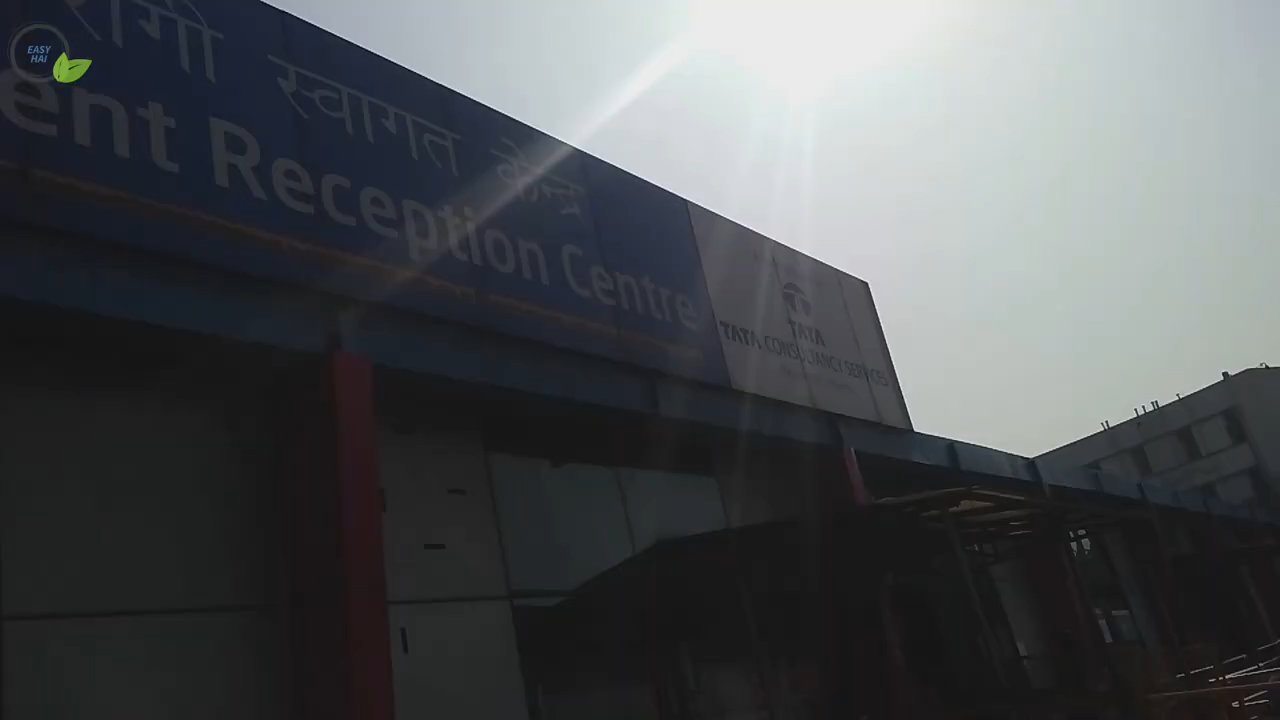 EASY
HAI
रोगी स्वागत केन्द्र
ent Reception Centre
TATA
TATA CONSULTANCY SERVICES